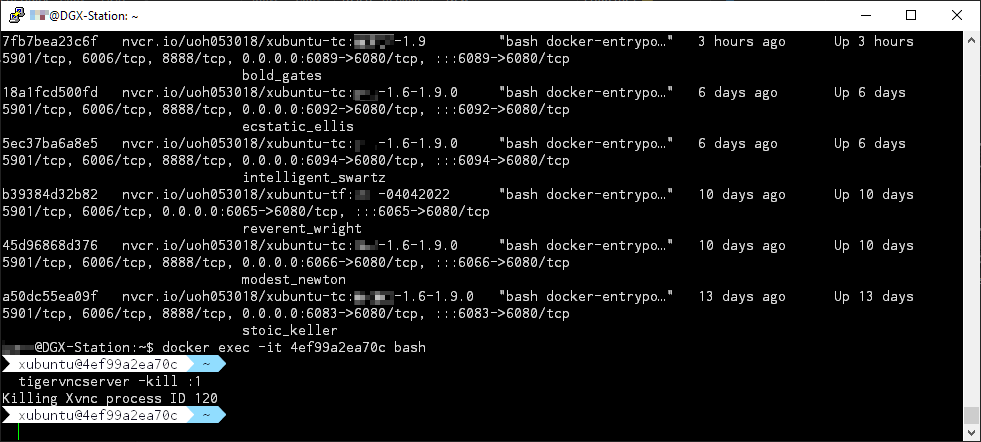 @DGX-Station: ~
7fb7bea23c6f nvcr.io/uoh053018/xubuntu-tc: -1.9 "bash docker-entrypo…" 3 hours ago Up 3 hours
5901/tcp, 6006/tcp, 8888/tcp, 0.0.0.0:6089->6080/tcp, :::6089->6080/tcp
bold_gates
18a1fcd500fd nvcr.io/uoh053018/xubuntu-tc: -1.6-1.9.0 "bash docker-entrypo…" 6 days ago Up 6 days
5901/tcp, 6006/tcp, 8888/tcp, 0.0.0.0:6092->6080/tcp, :::6092->6080/tcp
ecstatic_ellis
5ec37ba6a8e5 nvcr.io/uoh053018/xubuntu-tc: -1.6-1.9.0 "bash docker-entrypo…" 6 days ago Up 6 days
5901/tcp, 6006/tcp, 8888/tcp, 0.0.0.0:6094->6080/tcp, :::6094->6080/tcp
intelligent_swartz
b39384d32b82 nvcr.io/uoh053018/xubuntu-tf: -04042022 "bash docker-entrypo…" 10 days ago Up 10 days
5901/tcp, 6006/tcp, 0.0.0.0:6065->6080/tcp, :::6065->6080/tcp
reverent_wright
45d96868d376 nvcr.io/uoh053018/xubuntu-tc: -1.6-1.9.0 "bash docker-entrypo…" 10 days ago Up 10 days
5901/tcp, 6006/tcp, 8888/tcp, 0.0.0.0:6066->6080/tcp, :::6066->6080/tcp
modest_newton
a50dc55ea09f nvcr.io/uoh053018/xubuntu-tc: -1.6-1.9.0 "bash docker-entrypo…" 13 days ago Up 13 days
5901/tcp, 6006/tcp, 8888/tcp, 0.0.0.0:6083->6080/tcp, :::6083->6080/tcp
stoic_keller
@DGX-Station:~$ docker exec -it 4ef99a2ea70c bash
xubuntu@4ef99a2ea70c ~
tigervncserver -kill :1
Killing Xvnc process ID 120
xubuntu@4ef99a2ea70c ~